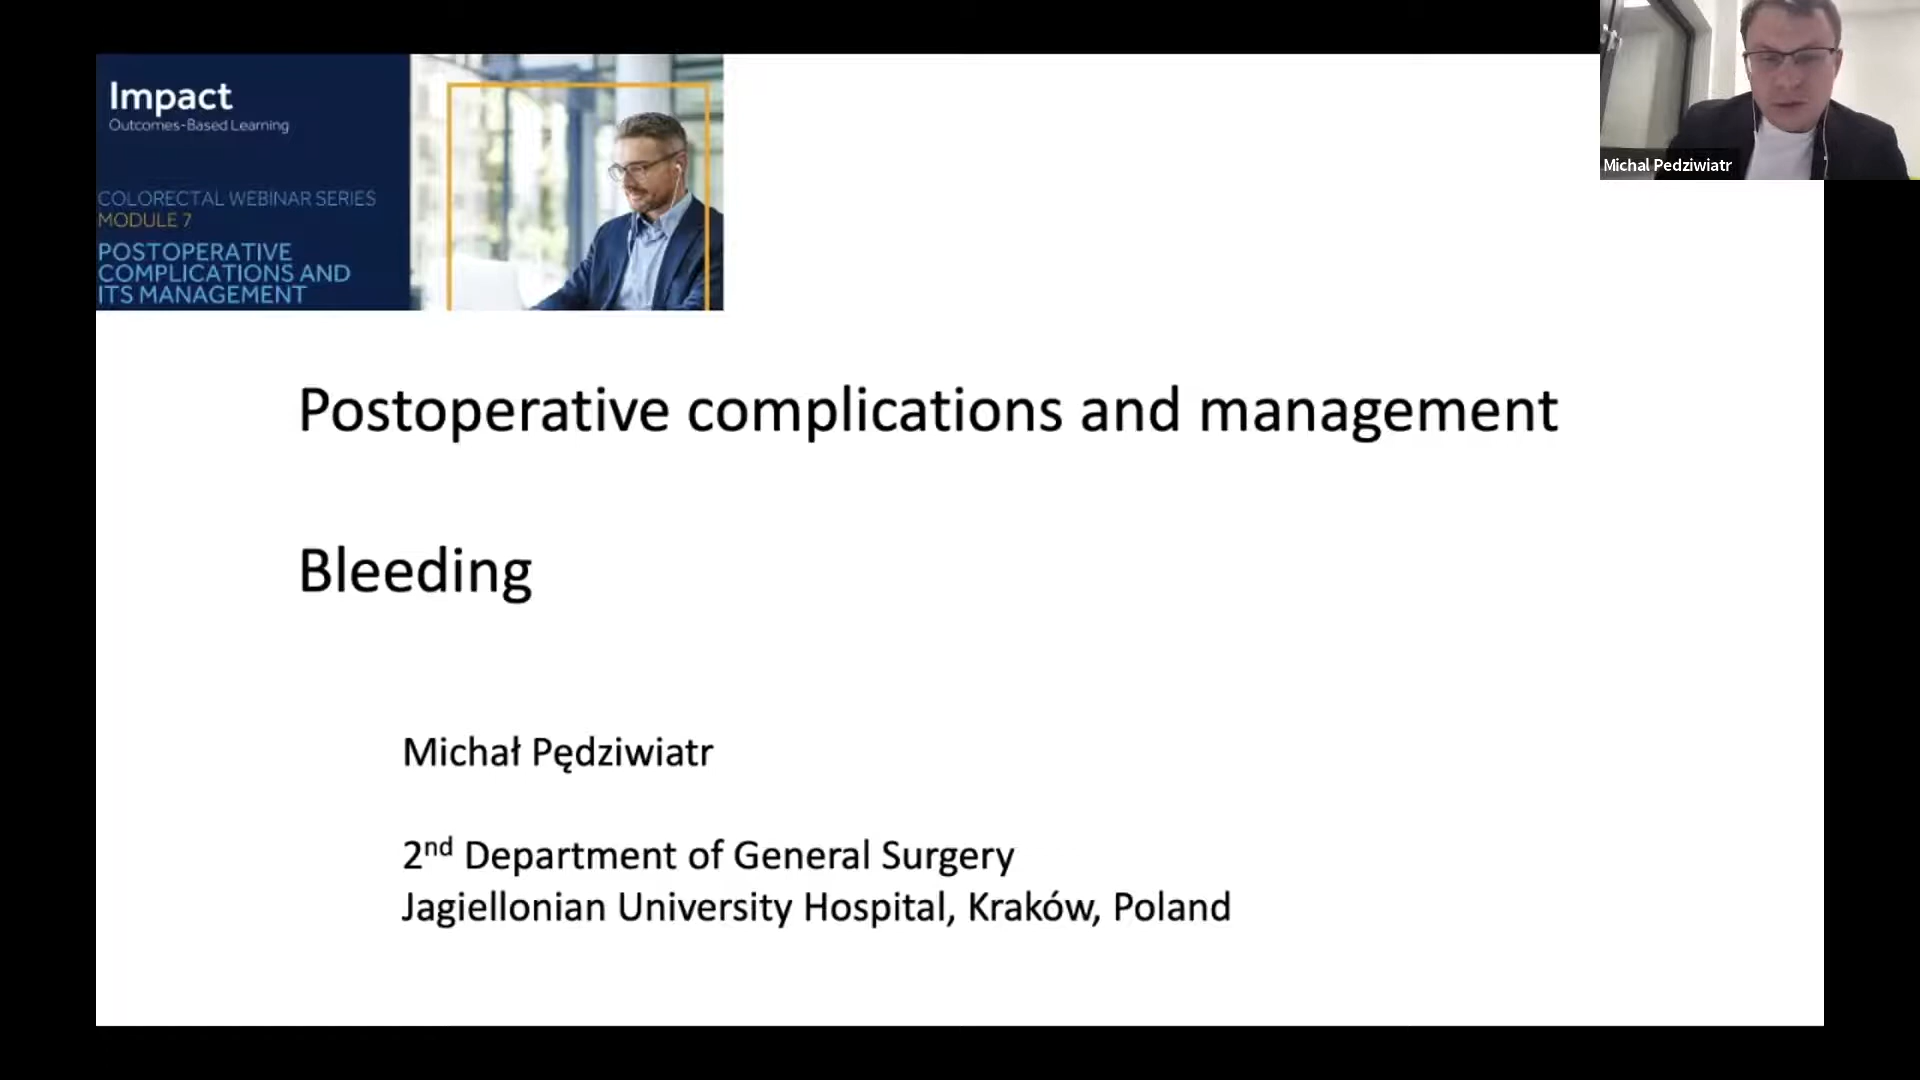 Impact
Outcomes-Based Learning
COLORECTAL WEBINAR SERIES
MODULE 7
POSTOPERATIVE
COMPLICATIONS AND
ITS MANAGEMENT
Michal Pedziwiatr
Postoperative complications and management
Bleeding
Michał Pędziwiatr
2nd Department of General Surgery
Jagiellonian University Hospital, Kraków, Poland